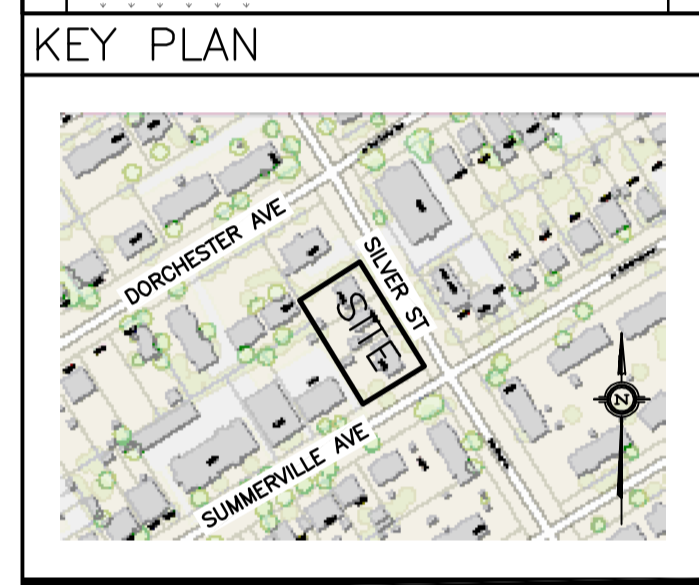 KEY PLAN
DORCHESTER AVE
SILVER ST
SITE
SUMMERVILLE AVE
N